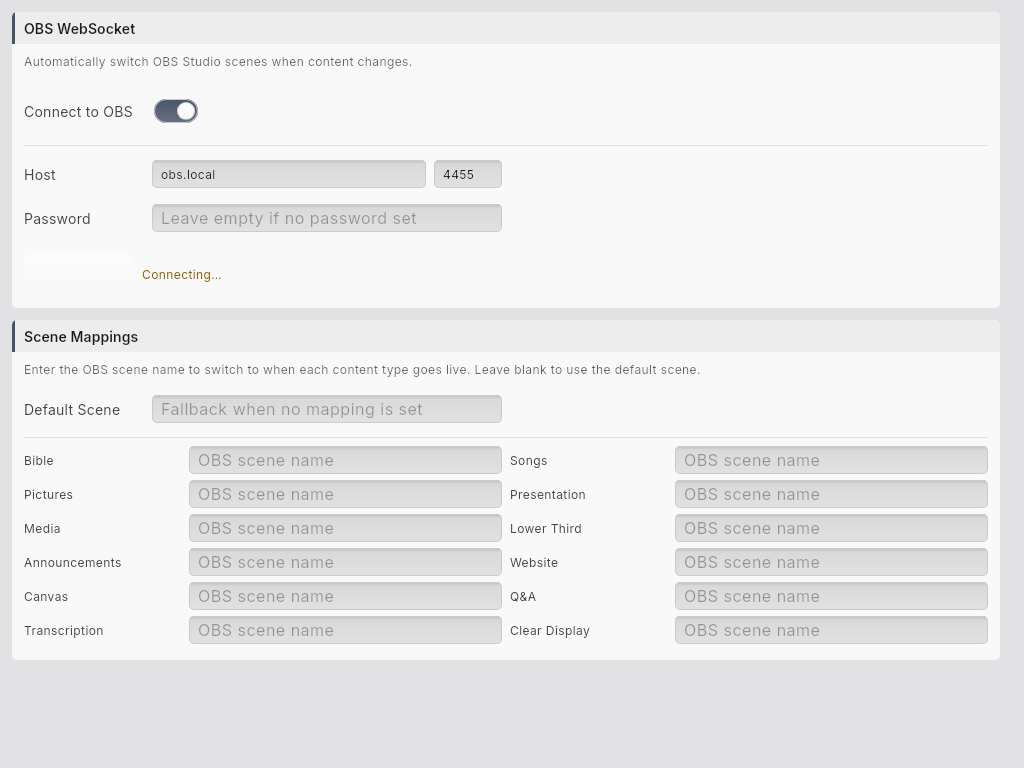 OBS WebSocket
Automatically switch OBS Studio scenes when content changes.
Connect to OBS
Host obs.local 4455
Password Leave empty if no password set
Connecting...
Scene Mappings
Enter the OBS scene name to switch to when each content type goes live. Leave blank to use the default scene.
Default Scene Fallback when no mapping is set
Bible OBS scene name Songs OBS scene name
Pictures OBS scene name Presentation OBS scene name
Media OBS scene name Lower Third OBS scene name
Announcements OBS scene name Website OBS scene name
Canvas OBS scene name Q&A OBS scene name
Transcription OBS scene name Clear Display OBS scene name